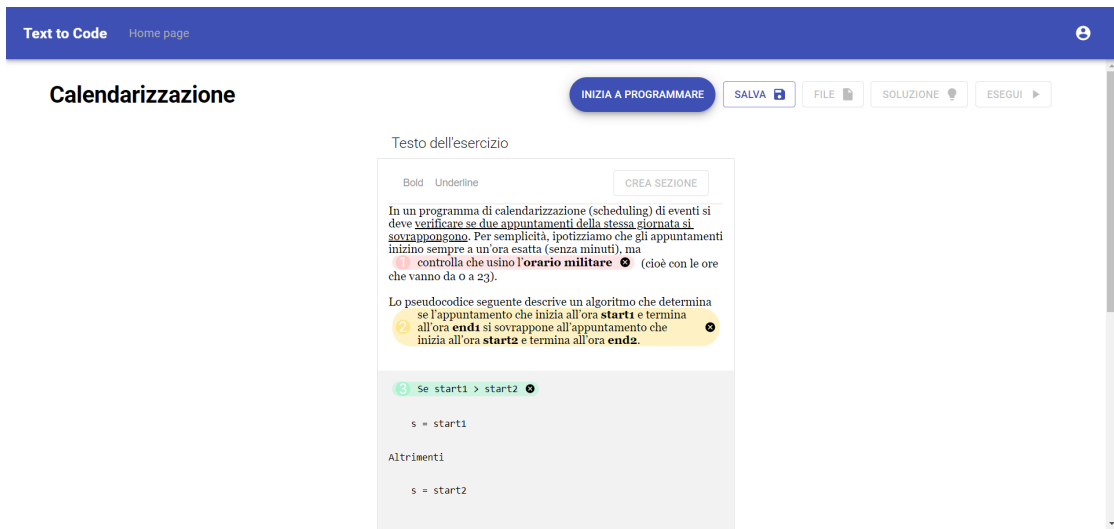 Text to Code Home page
Calendarizzazione
INIZIA A PROGRAMMARE SALVA FILE SOLUZIONE ESEGUI
Testo dell'esercizio
Bold Underline CREA SEZIONE
In un programma di calendarizzazione (scheduling) di eventi si
deve verificare se due appuntamenti della stessa giornata si
sovrappongono. Per semplicità, ipotizziamo che gli appuntamenti
inizino sempre a un'ora esatta (senza minuti), ma
1 controlla che usino l'orario militare (cioè con le ore
che vanno da 0 a 23).
Lo pseudocodice seguente descrive un algoritmo che determina
se l'appuntamento che inizia all'ora start1 e termina
2 all'ora end1 si sovrappone all'appuntamento che
inizia all'ora start2 e termina all'ora end2.
3 Se start1 > start2
s = start1
Altrimenti
s = start2